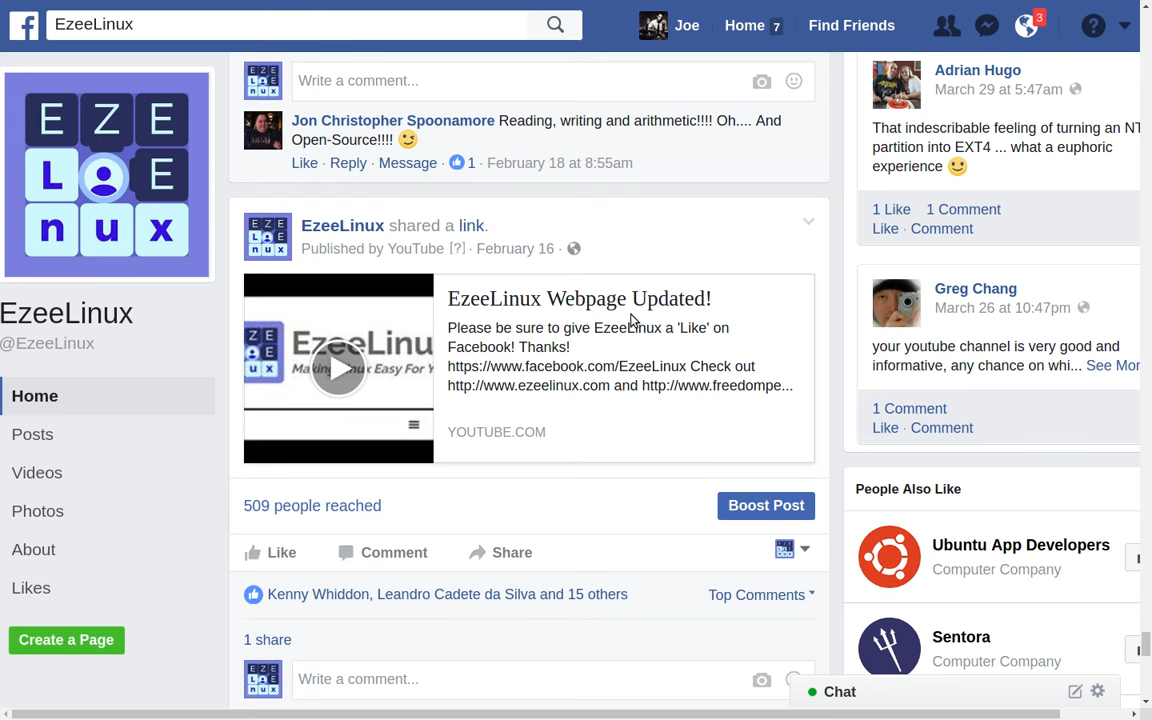 EzeeLinux
Joe
Home 7
Find Friends
3
E Z E
L E
n u x
EzeeLinux
@EzeeLinux
Home
Posts
Videos
Photos
About
Likes
Create a Page
Write a comment...
Jon Christopher Spoonamore Reading, writing and arithmetic!!!! Oh.... And
Open-Source!!!!
Like · Reply · Message · 1 · February 18 at 8:55am
EzeeLinux shared a link.
Published by YouTube [?] · February 16 ·
EzeeLinu
Making Linux Easy For Y
EzeeLinux Webpage Updated!
Please be sure to give EzeeLinux a 'Like' on
Facebook! Thanks!
https://www.facebook.com/EzeeLinux Check out
http://www.ezeelinux.com and http://www.freedompe...
YOUTUBE.COM
509 people reached
Boost Post
Like
Comment
Share
Kenny Whiddon, Leandro Cadete da Silva and 15 others
Top Comments
1 share
Write a comment...
Adrian Hugo
March 29 at 5:47am
That indescribable feeling of turning an NT
partition into EXT4 ... what a euphoric
experience
1 Like 1 Comment
Like · Comment
Greg Chang
March 26 at 10:47pm
your youtube channel is very good and
informative, any chance on whi... See Mor
1 Comment
Like · Comment
People Also Like
Ubuntu App Developers
Computer Company
Sentora
Computer Company
Chat